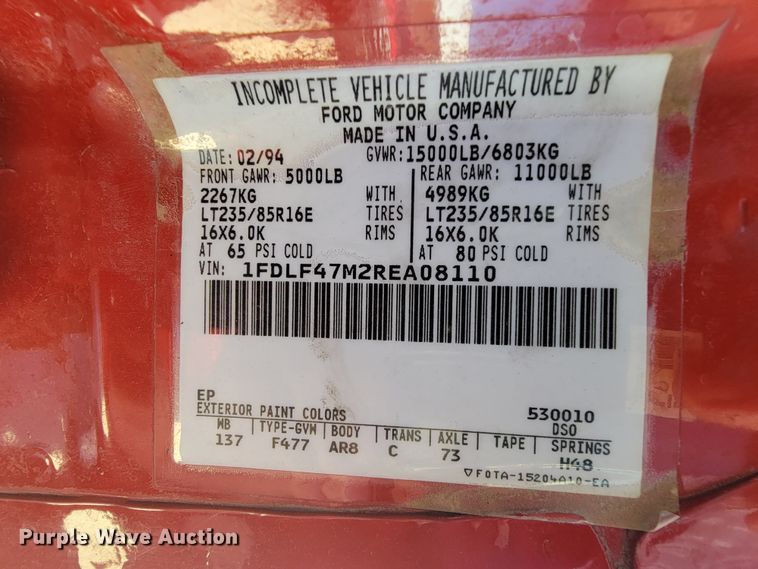 INCOMPLETE VEHICLE MANUFACTURED BY
FORD MOTOR COMPANY
MADE IN U.S.A.
DATE: 02/94 GVWR: 15000LB/6803KG
FRONT GAWR: 5000LB REAR GAWR: 11000LB
2267KG WITH 4989KG WITH
LT235/85R16E TIRES LT235/85R16E TIRES
16X6.0K RIMS 16X6.0K RIMS
AT 65 PSI COLD AT 80 PSI COLD
VIN: 1FDLF47M2REA08110
EP 530010
EXTERIOR PAINT COLORS DSO
WB TYPE-GVW BODY TRANS AXLE TAPE SPRINGS
137 F477 AR8 C 73 H48
F0TA-15204A10-EA
Purple Wave Auction